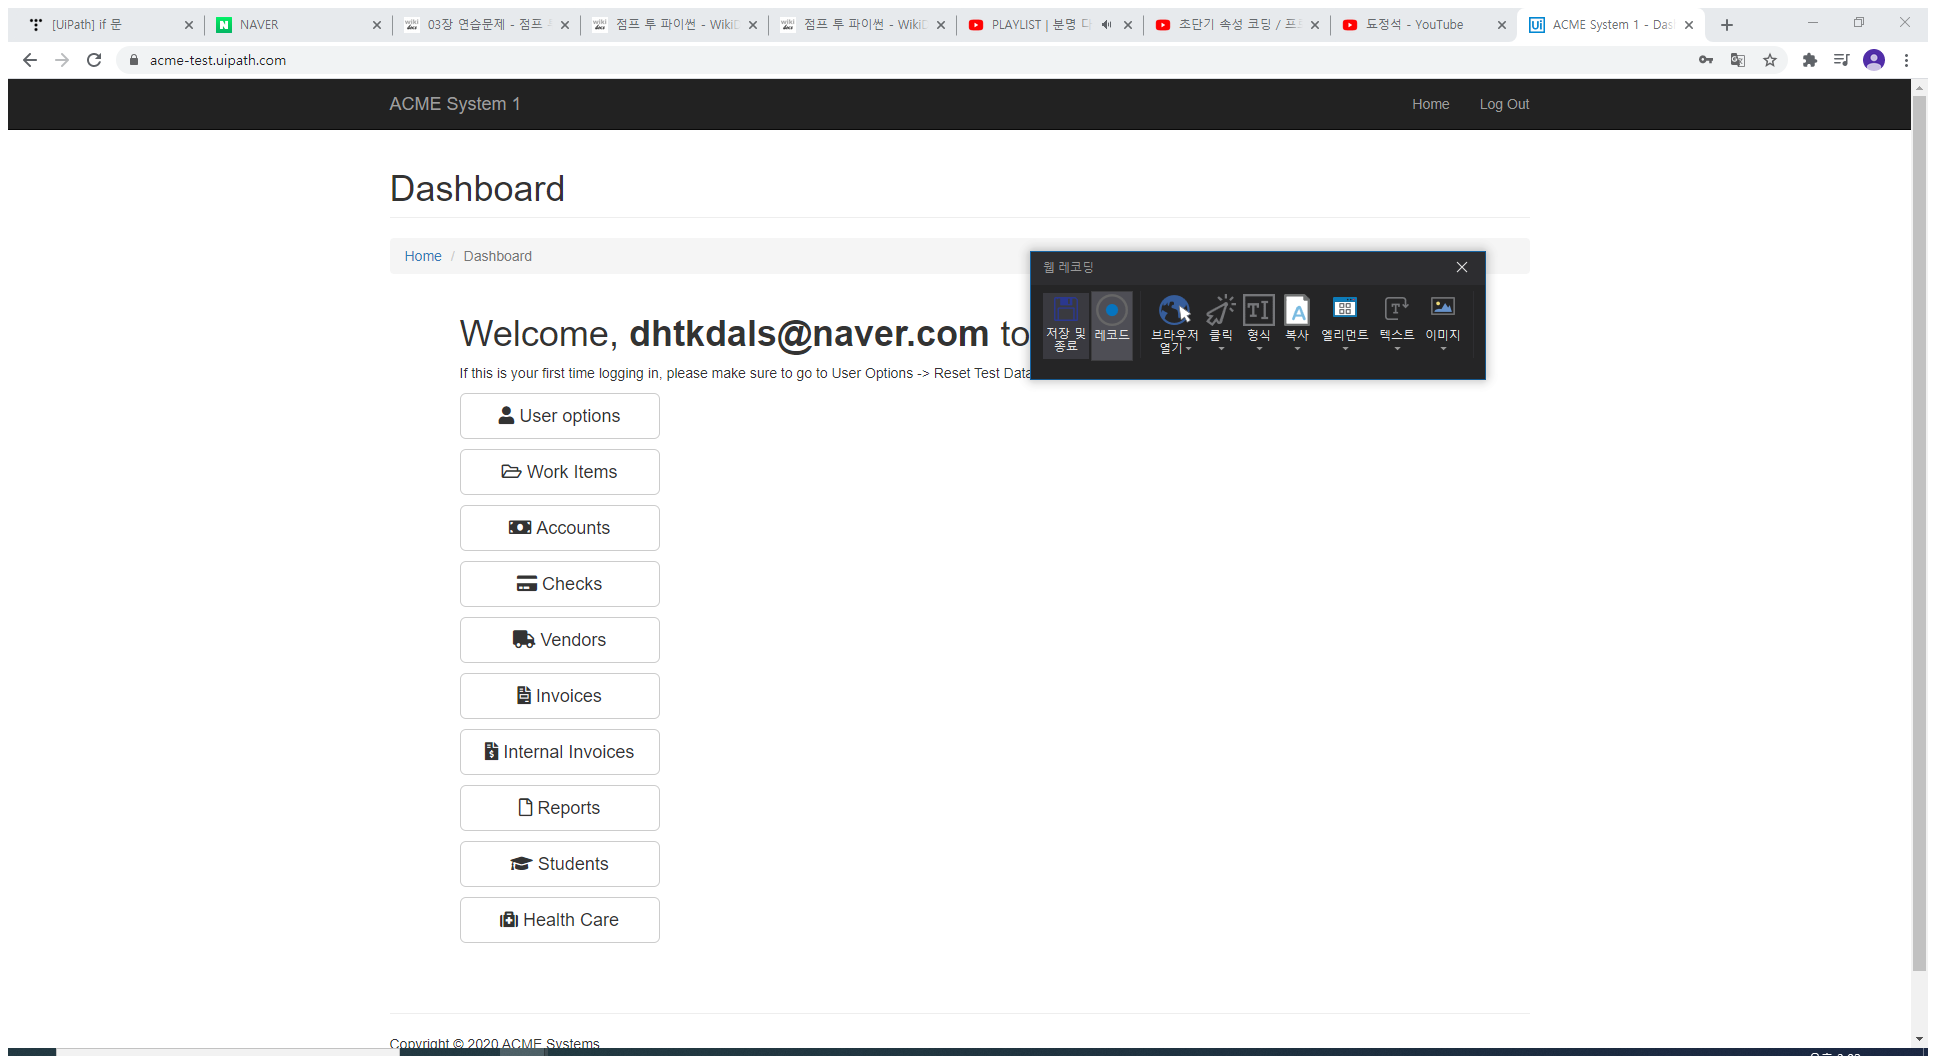 [UiPath] if 문
NAVER
03장 연습문제 - 점프 투
점프 투 파이썬 - WikiD
점프 투 파이썬 - WikiD
PLAYLIST | 분명 다
초단기 속성 코딩 / 프
됴정석 - YouTube
ACME System 1 - Das
acme-test.uipath.com
ACME System 1
Home
Log Out
Dashboard
Home / Dashboard
웹 레코딩
저장 및 종료
레코드
브라우저 열기
클릭
형식
복사
엘리먼트
텍스트
이미지
Welcome, dhtkdals@naver.com to
If this is your first time logging in, please make sure to go to User Options -> Reset Test Data
User options
Work Items
Accounts
Checks
Vendors
Invoices
Internal Invoices
Reports
Students
Health Care
Copyright © 2020 ACME Systems